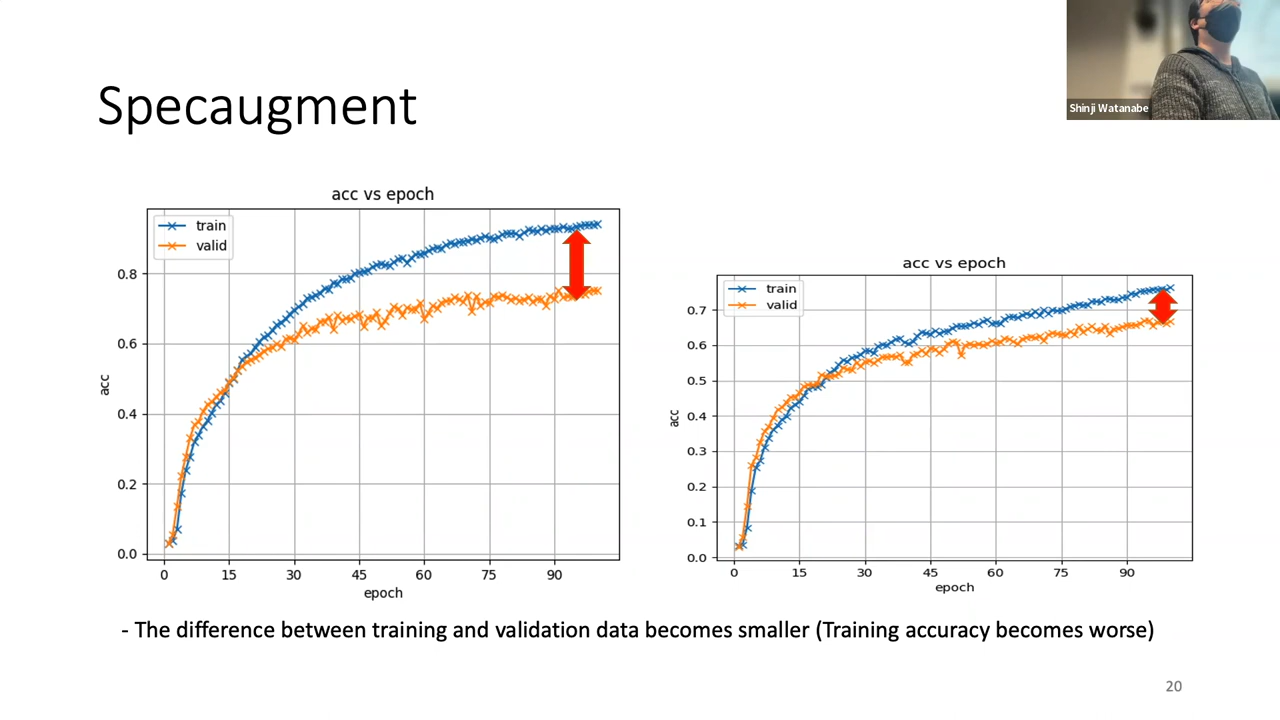 Shinji Watanabe
Specaugment
acc vs epoch
train
valid
0.8
0.6
0.4
0.2
0.0
acc
0 15 30 45 60 75 90
epoch
acc vs epoch
train
valid
0.7
0.6
0.5
0.4
0.3
0.2
0.1
0.0
acc
0 15 30 45 60 75 90
epoch
- The difference between training and validation data becomes smaller (Training accuracy becomes worse)
20